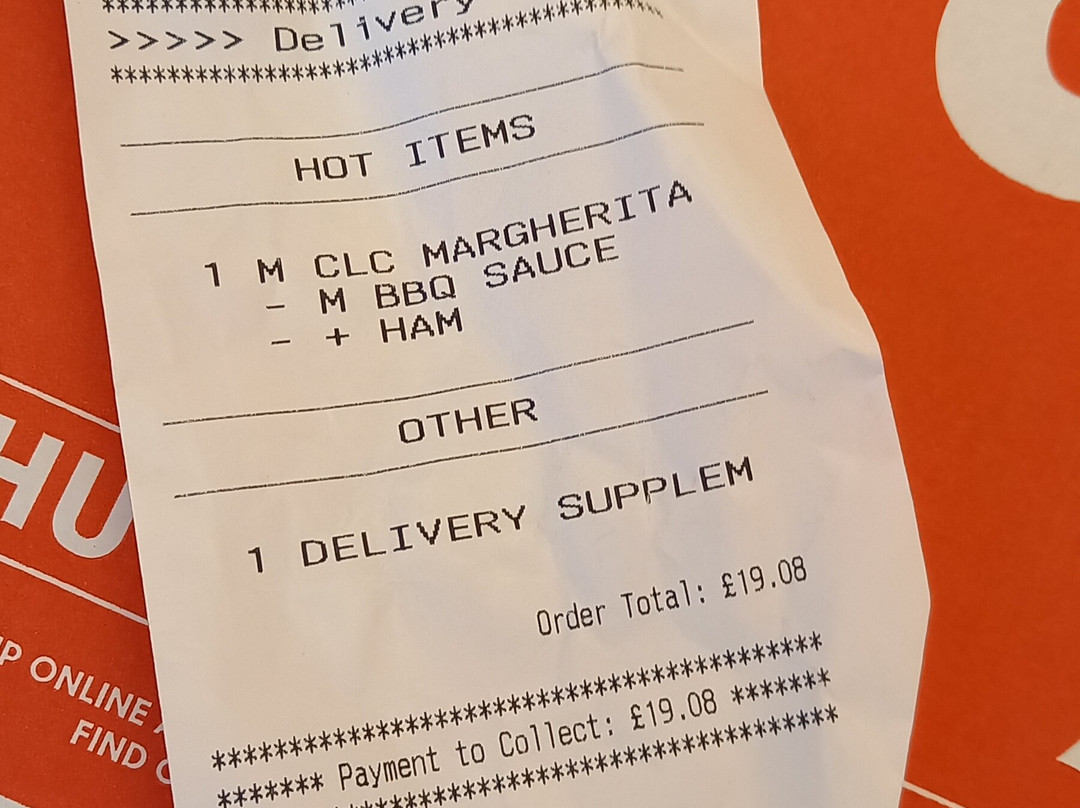 >>>>> Delivery
HOT ITEMS
1 M CLC MARGHERITA
- M BBQ SAUCE
- + HAM
OTHER
1 DELIVERY SUPPLEM
Order Total: £19.08
******************************************
******* Payment to Collect: £19.08 *******
HU
P ONLINE
FIND